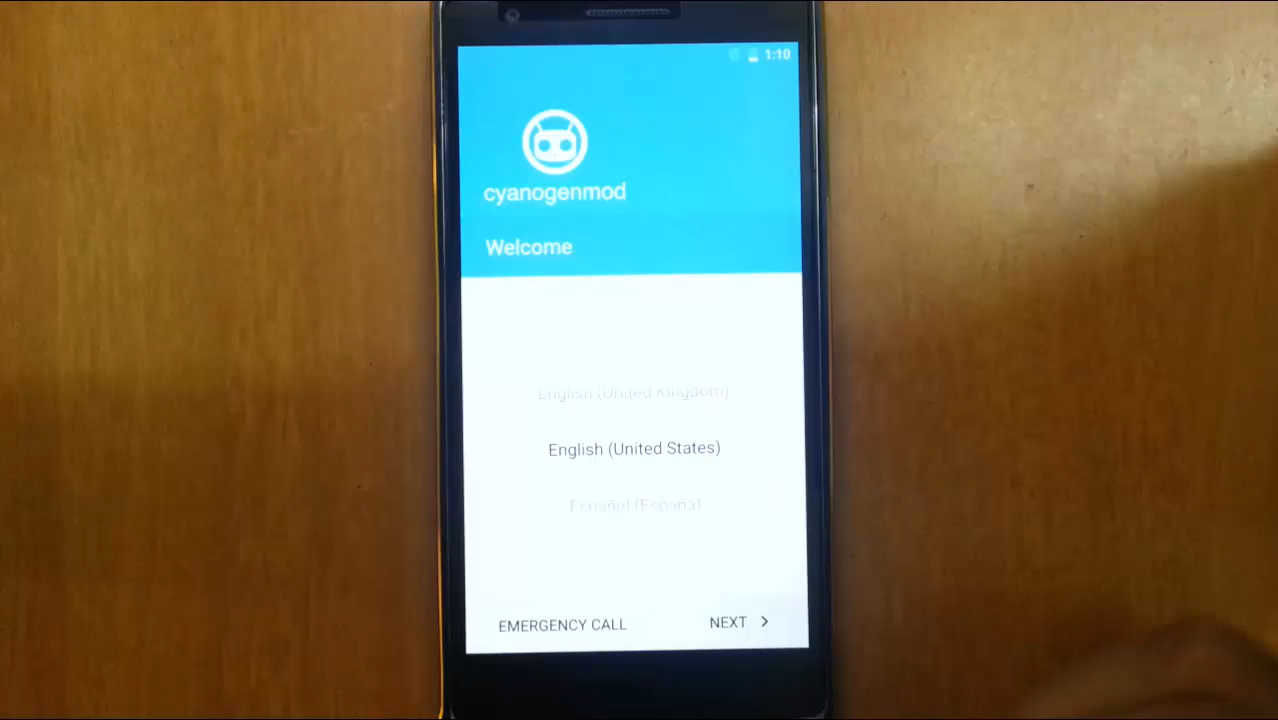 1:10
cyanogenmod
Welcome
English (United Kingdom)
English (United States)
Español (España)
EMERGENCY CALL
NEXT